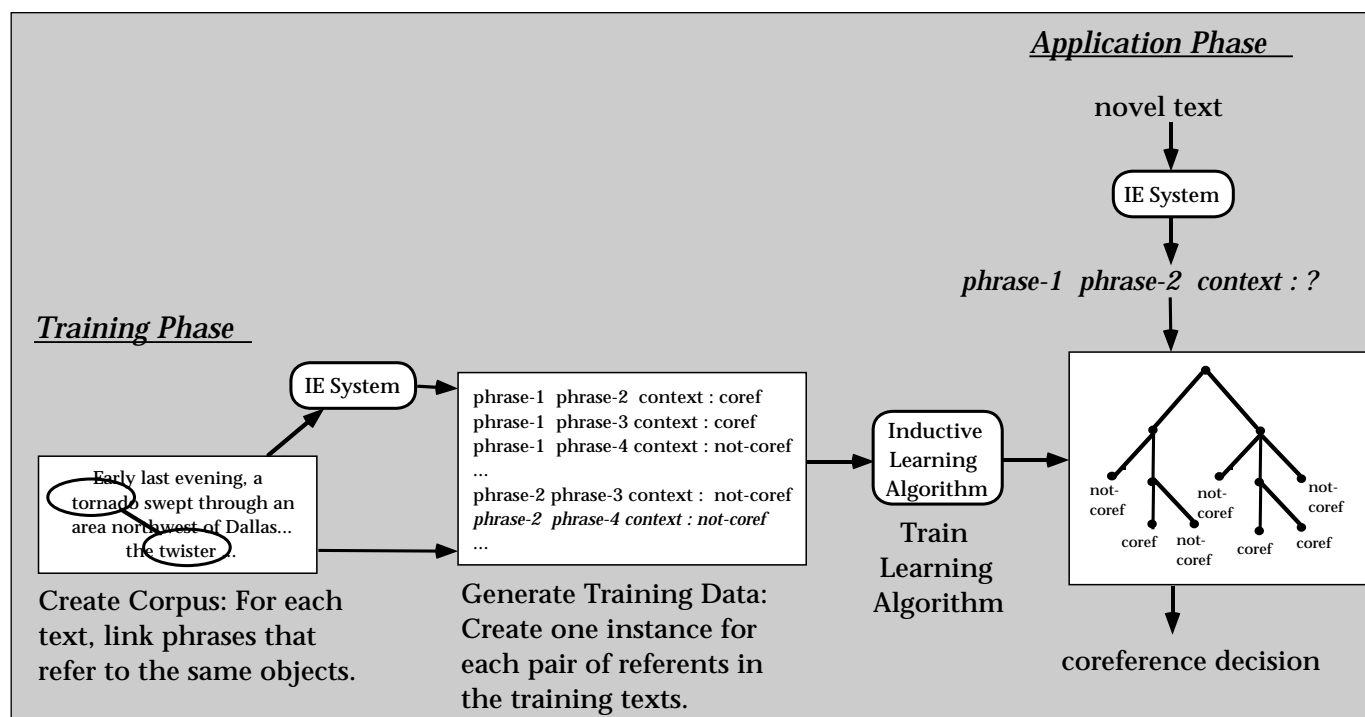 Application Phase
novel text
IE System
phrase-1 phrase-2 context : ?
Training Phase
IE System
Early last evening, a
tornado swept through an
area northwest of Dallas...
the twister ...
Create Corpus: For each
text, link phrases that
refer to the same objects.
phrase-1 phrase-2 context : coref
phrase-1 phrase-3 context : coref
phrase-1 phrase-4 context : not-coref
...
phrase-2 phrase-3 context : not-coref
phrase-2 phrase-4 context : not-coref
...
Generate Training Data:
Create one instance for
each pair of referents in
the training texts.
Inductive
Learning
Algorithm
Train
Learning
Algorithm
not-
coref
coref
not-
coref
not-
coref
coref
coref
not-
coref
coreference decision